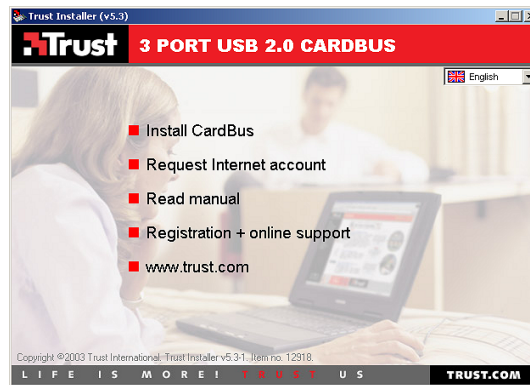 Trust Installer (v5.3)
Trust 3 PORT USB 2.0 CARDBUS
English
Install CardBus
Request Internet account
Read manual
Registration + online support
www.trust.com
Copyright ©2003 Trust International. Trust Installer v5.3-1. Item no. 12918.
LIFE IS MORE! TRUST US TRUST.COM